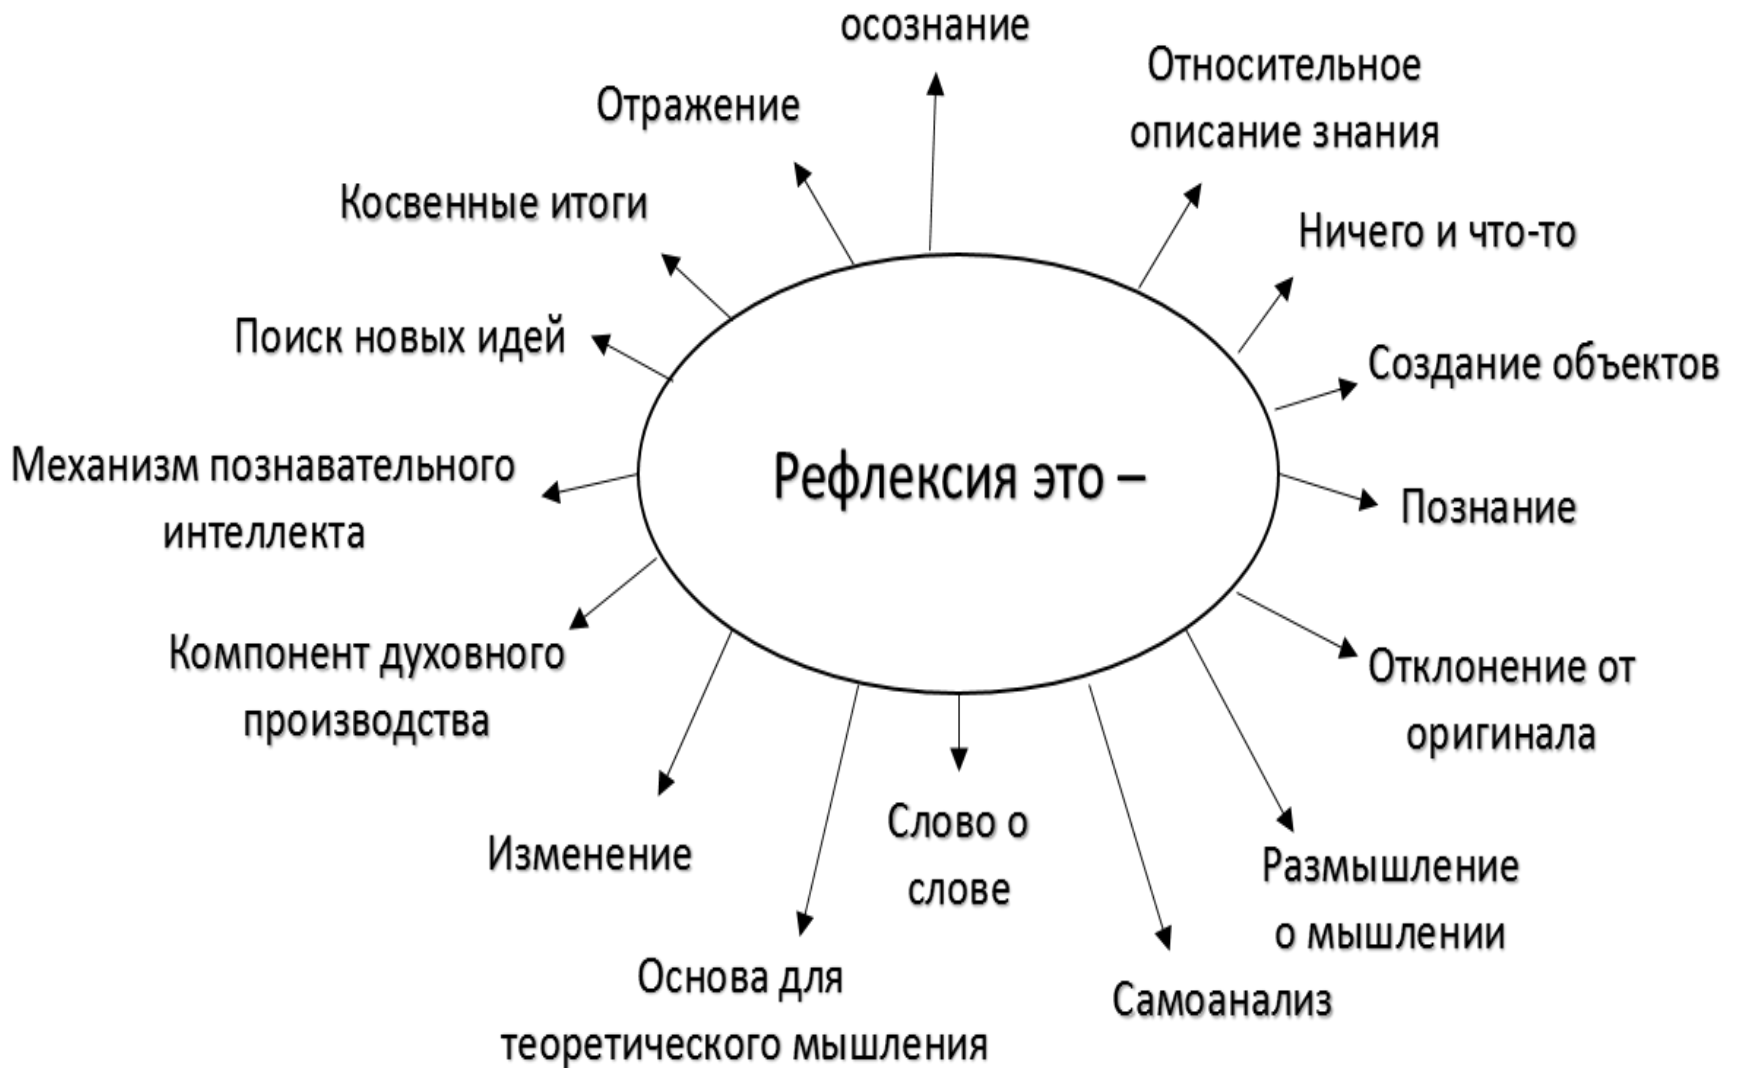 осознание
Относительное
описание знания
Отражение
Косвенные итоги
Ничего и что-то
Поиск новых идей
Создание объектов
Механизм познавательного
интеллекта
Рефлексия это –
Познание
Компонент духовного
производства
Отклонение от
оригинала
Изменение
Слово о
слове
Размышление
о мышлении
Основа для
теоретического мышления
Самоанализ